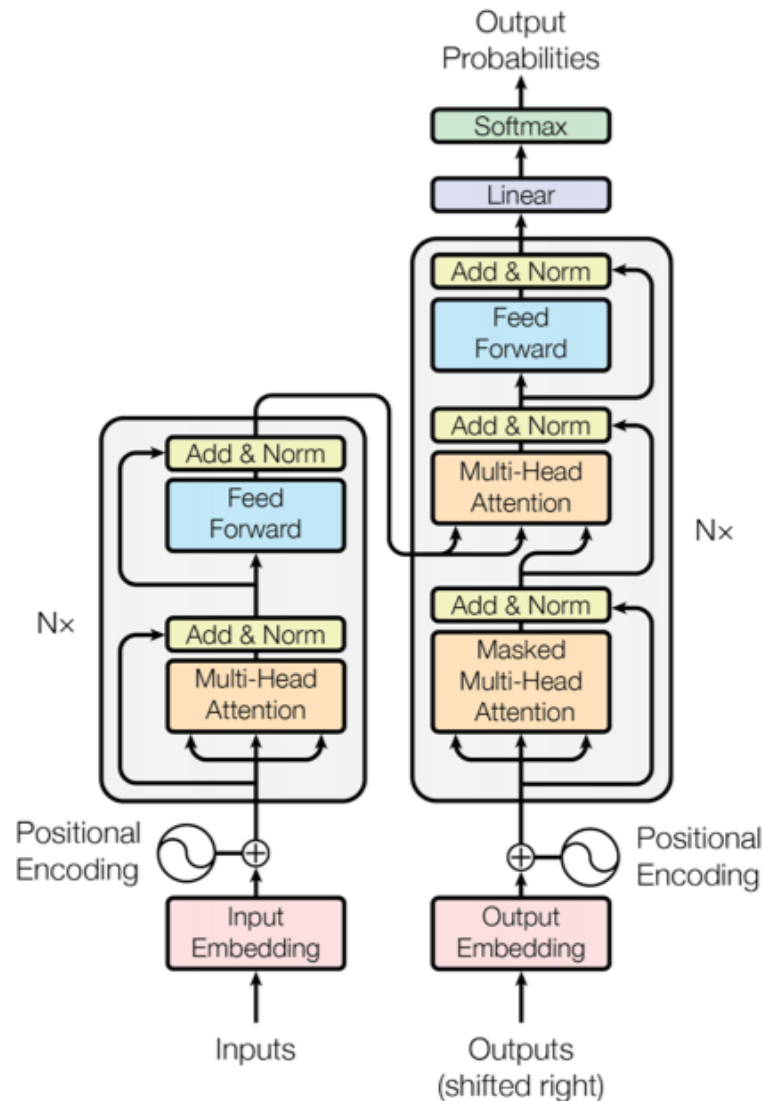 Output
Probabilities
Softmax
Linear
Add & Norm
Feed
Forward
Add & Norm
Multi-Head
Attention
Add & Norm
Masked
Multi-Head
Attention
Nx
Add & Norm
Feed
Forward
Add & Norm
Multi-Head
Attention
Nx
Positional
Encoding
Input
Embedding
Inputs
Positional
Encoding
Output
Embedding
Outputs
(shifted right)